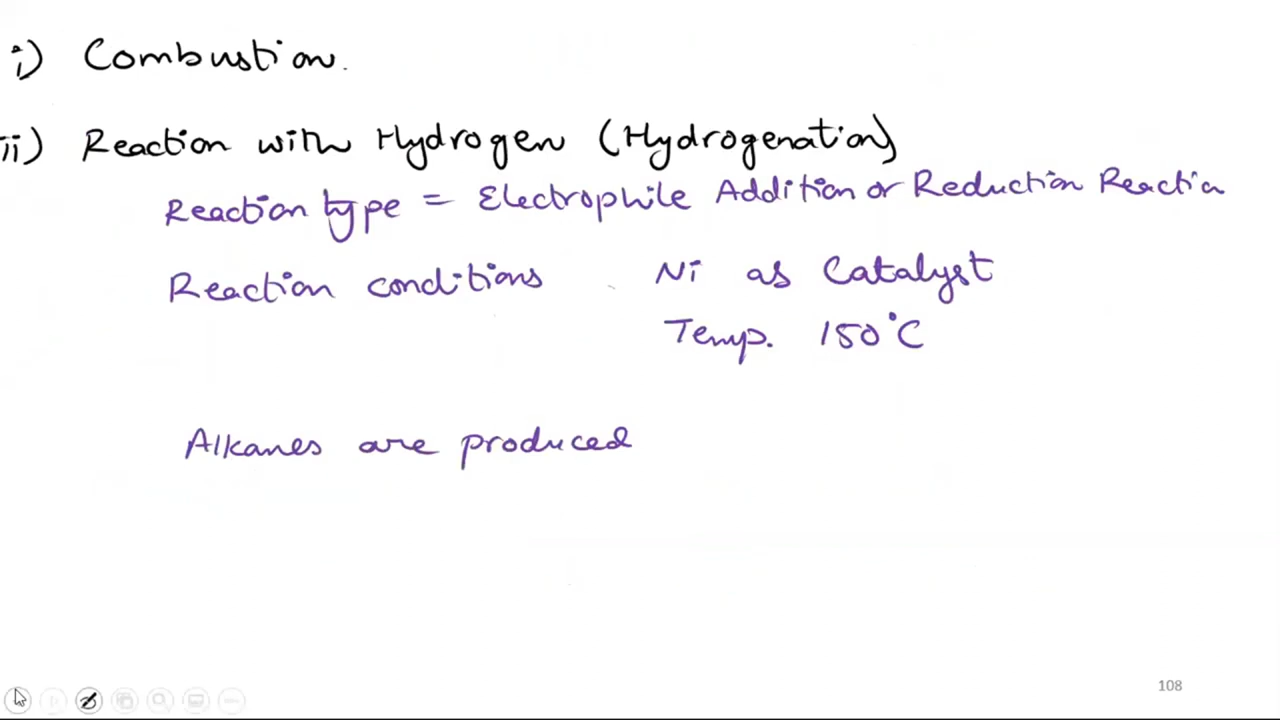 i) Combustion.
ii) Reaction with Hydrogen (Hydrogenation)
Reaction type = Electrophile Addition or Reduction Reactio
Reaction conditions Ni as Catalyst
Temp. 150°C
Alkanes are produced
108